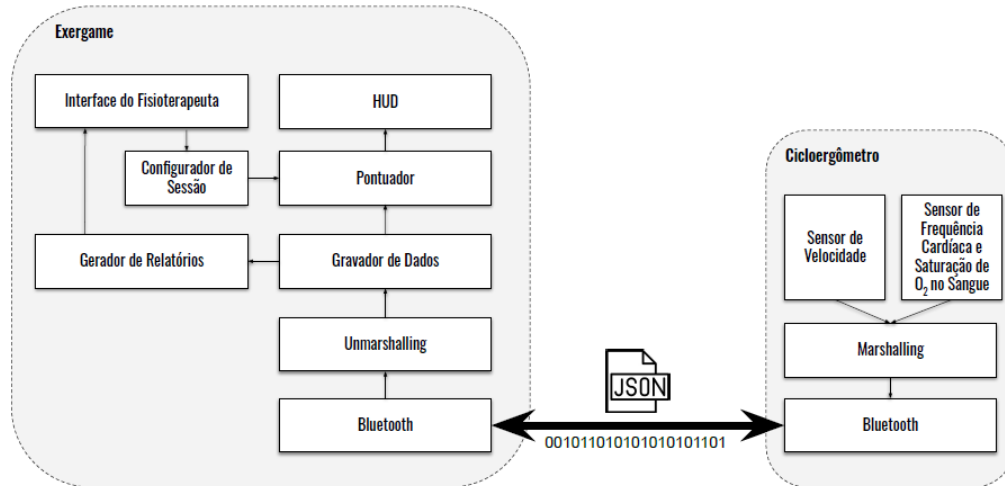 Exergame
Interface do Fisioterapeuta
HUD
Configurador de
Sessão
Pontuador
Gerador de Relatórios
Gravador de Dados
Unmarshalling
Bluetooth
JSON
001011010101010101101
Cicloergômetro
Sensor de
Velocidade
Sensor de
Frequência
Cardíaca e
Saturação de
O₂ no Sangue
Marshalling
Bluetooth